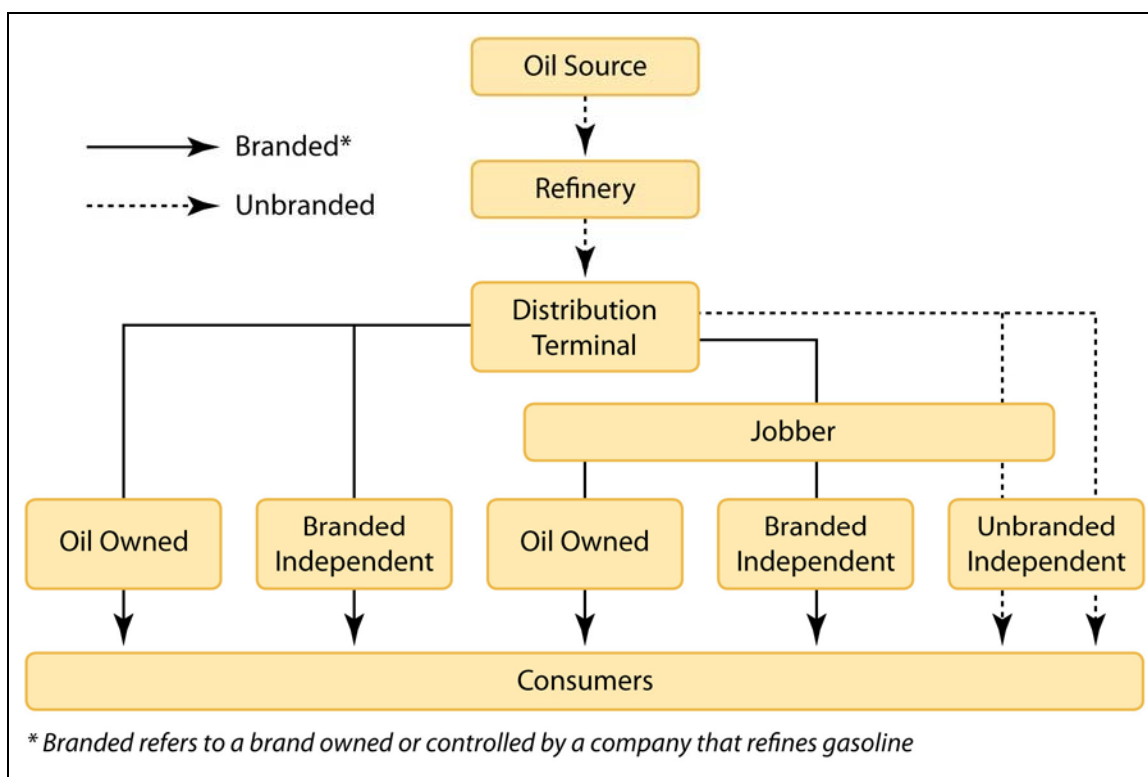 Oil Source
Branded*
Unbranded
Refinery
Distribution
Terminal
Jobber
Oil Owned
Branded
Independent
Oil Owned
Branded
Independent
Unbranded
Independent
Consumers
* Branded refers to a brand owned or controlled by a company that refines gasoline